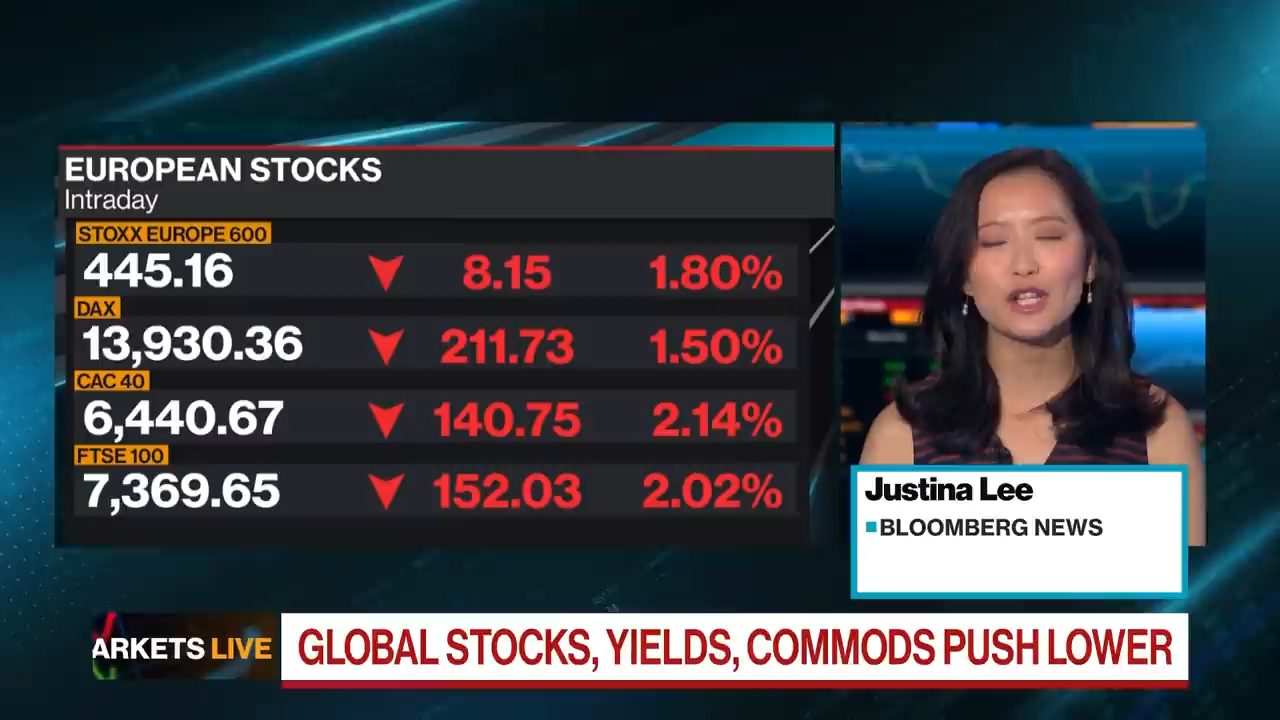 EUROPEAN STOCKS
Intraday
STOXX EUROPE 600
445.16 8.15 1.80%
DAX
13,930.36 211.73 1.50%
CAC 40
6,440.67 140.75 2.14%
FTSE 100
7,369.65 152.03 2.02%
Justina Lee
BLOOMBERG NEWS
ARKETS LIVE
GLOBAL STOCKS, YIELDS, COMMODS PUSH LOWER